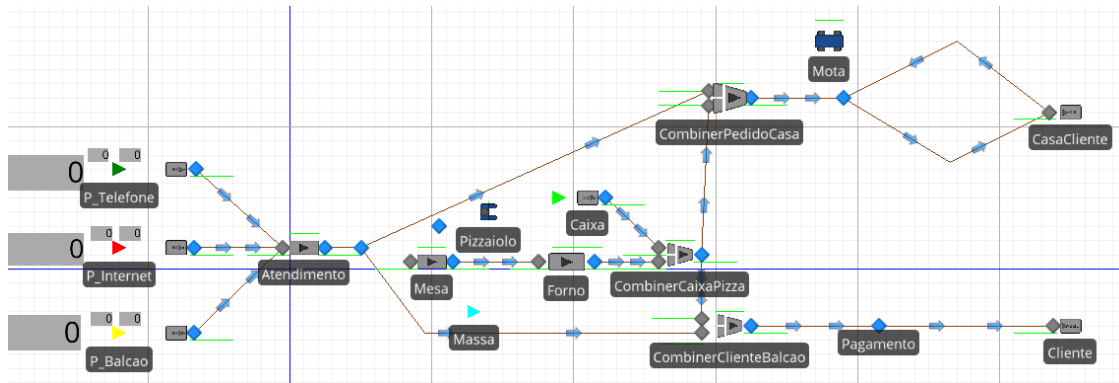 Mota
CombinerPedidoCasa
CasaCliente
0 0
0
P_Telefone
Caixa
Pizzaiolo
0 0
0
P_Internet
Atendimento
Mesa
Forno
CombinerCaixaPizza
0 0
0
P_Balcao
Massa
CombinerClienteBalcao
Pagamento
Cliente